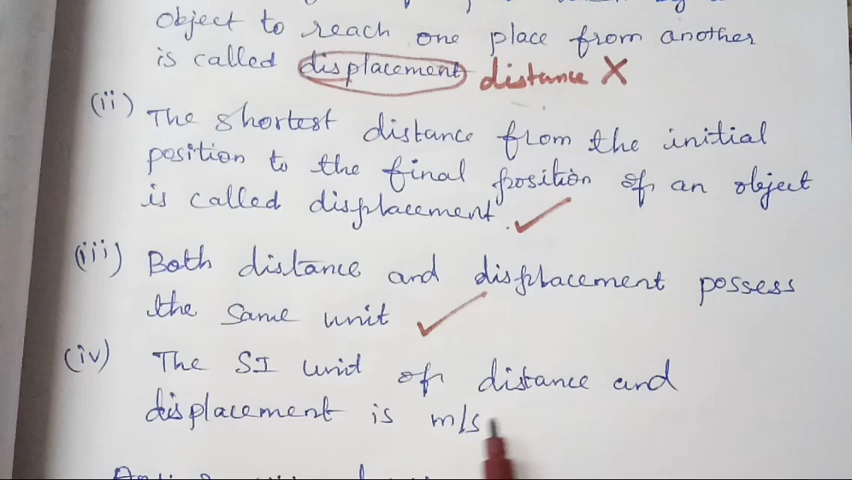 object to reach one place from another
is called displacement distance X
(ii) The shortest distance from the initial
position to the final position of an object
is called displacement.
(iii) Both distance and displacement possess
the same unit
(iv) The SI unit of distance and
displacement is m/s